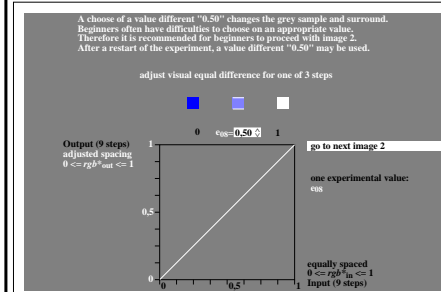 A choose of a value different "0.50" changes the grey sample and surround.
Beginners often have difficulties to choose on an appropriate value.
Therefore it is recommended for beginners to proceed with image 2.
After a restart of the experiment, a value different "0.50" may be used.
adjust visual equal difference for one of 3 steps
0 e0S=0,50 1
Output (9 steps)
adjusted spacing
0 <= rgb*out <= 1
1
go to next image 2
one experimental value:
e0S
0,5
equally spaced
0 <= rgb*in <= 1
Input (9 steps)
0
0 0,5 1